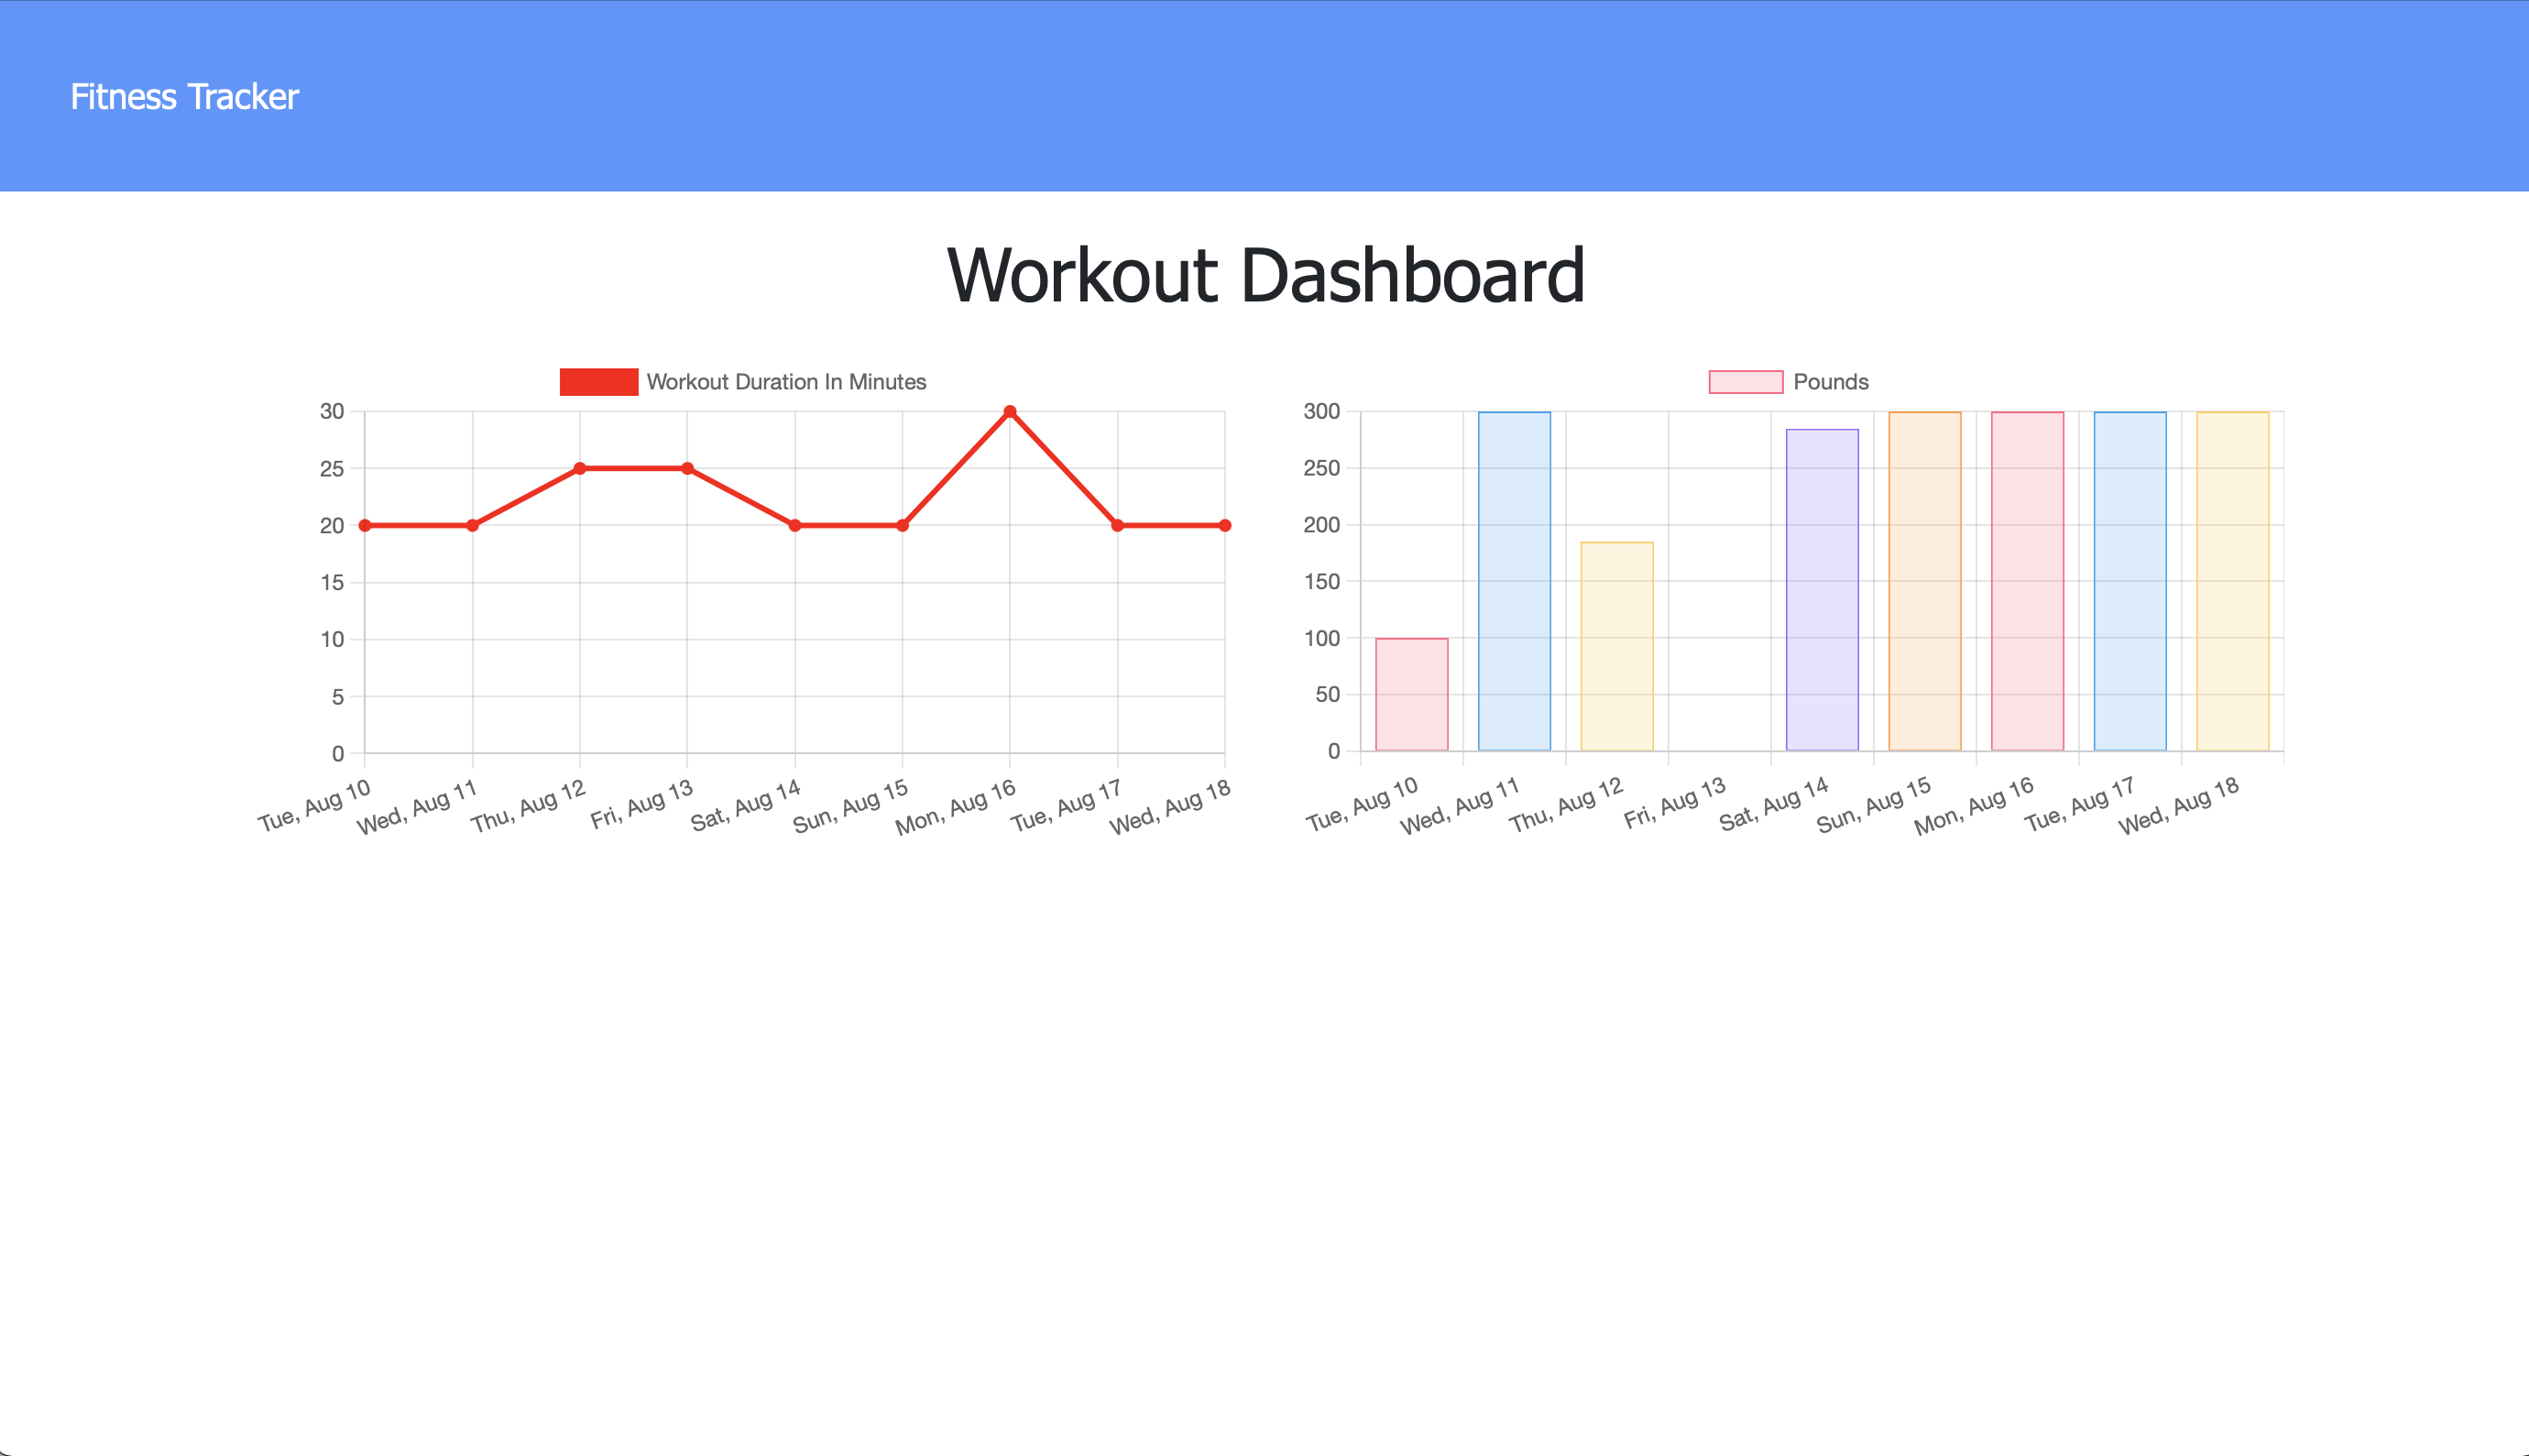 Fitness Tracker
Workout Dashboard
Workout Duration In Minutes
30
25
20
15
10
5
0
Tue, Aug 10
Wed, Aug 11
Thu, Aug 12
Fri, Aug 13
Sat, Aug 14
Sun, Aug 15
Mon, Aug 16
Tue, Aug 17
Wed, Aug 18
Pounds
300
250
200
150
100
50
0
Tue, Aug 10
Wed, Aug 11
Thu, Aug 12
Fri, Aug 13
Sat, Aug 14
Sun, Aug 15
Mon, Aug 16
Tue, Aug 17
Wed, Aug 18